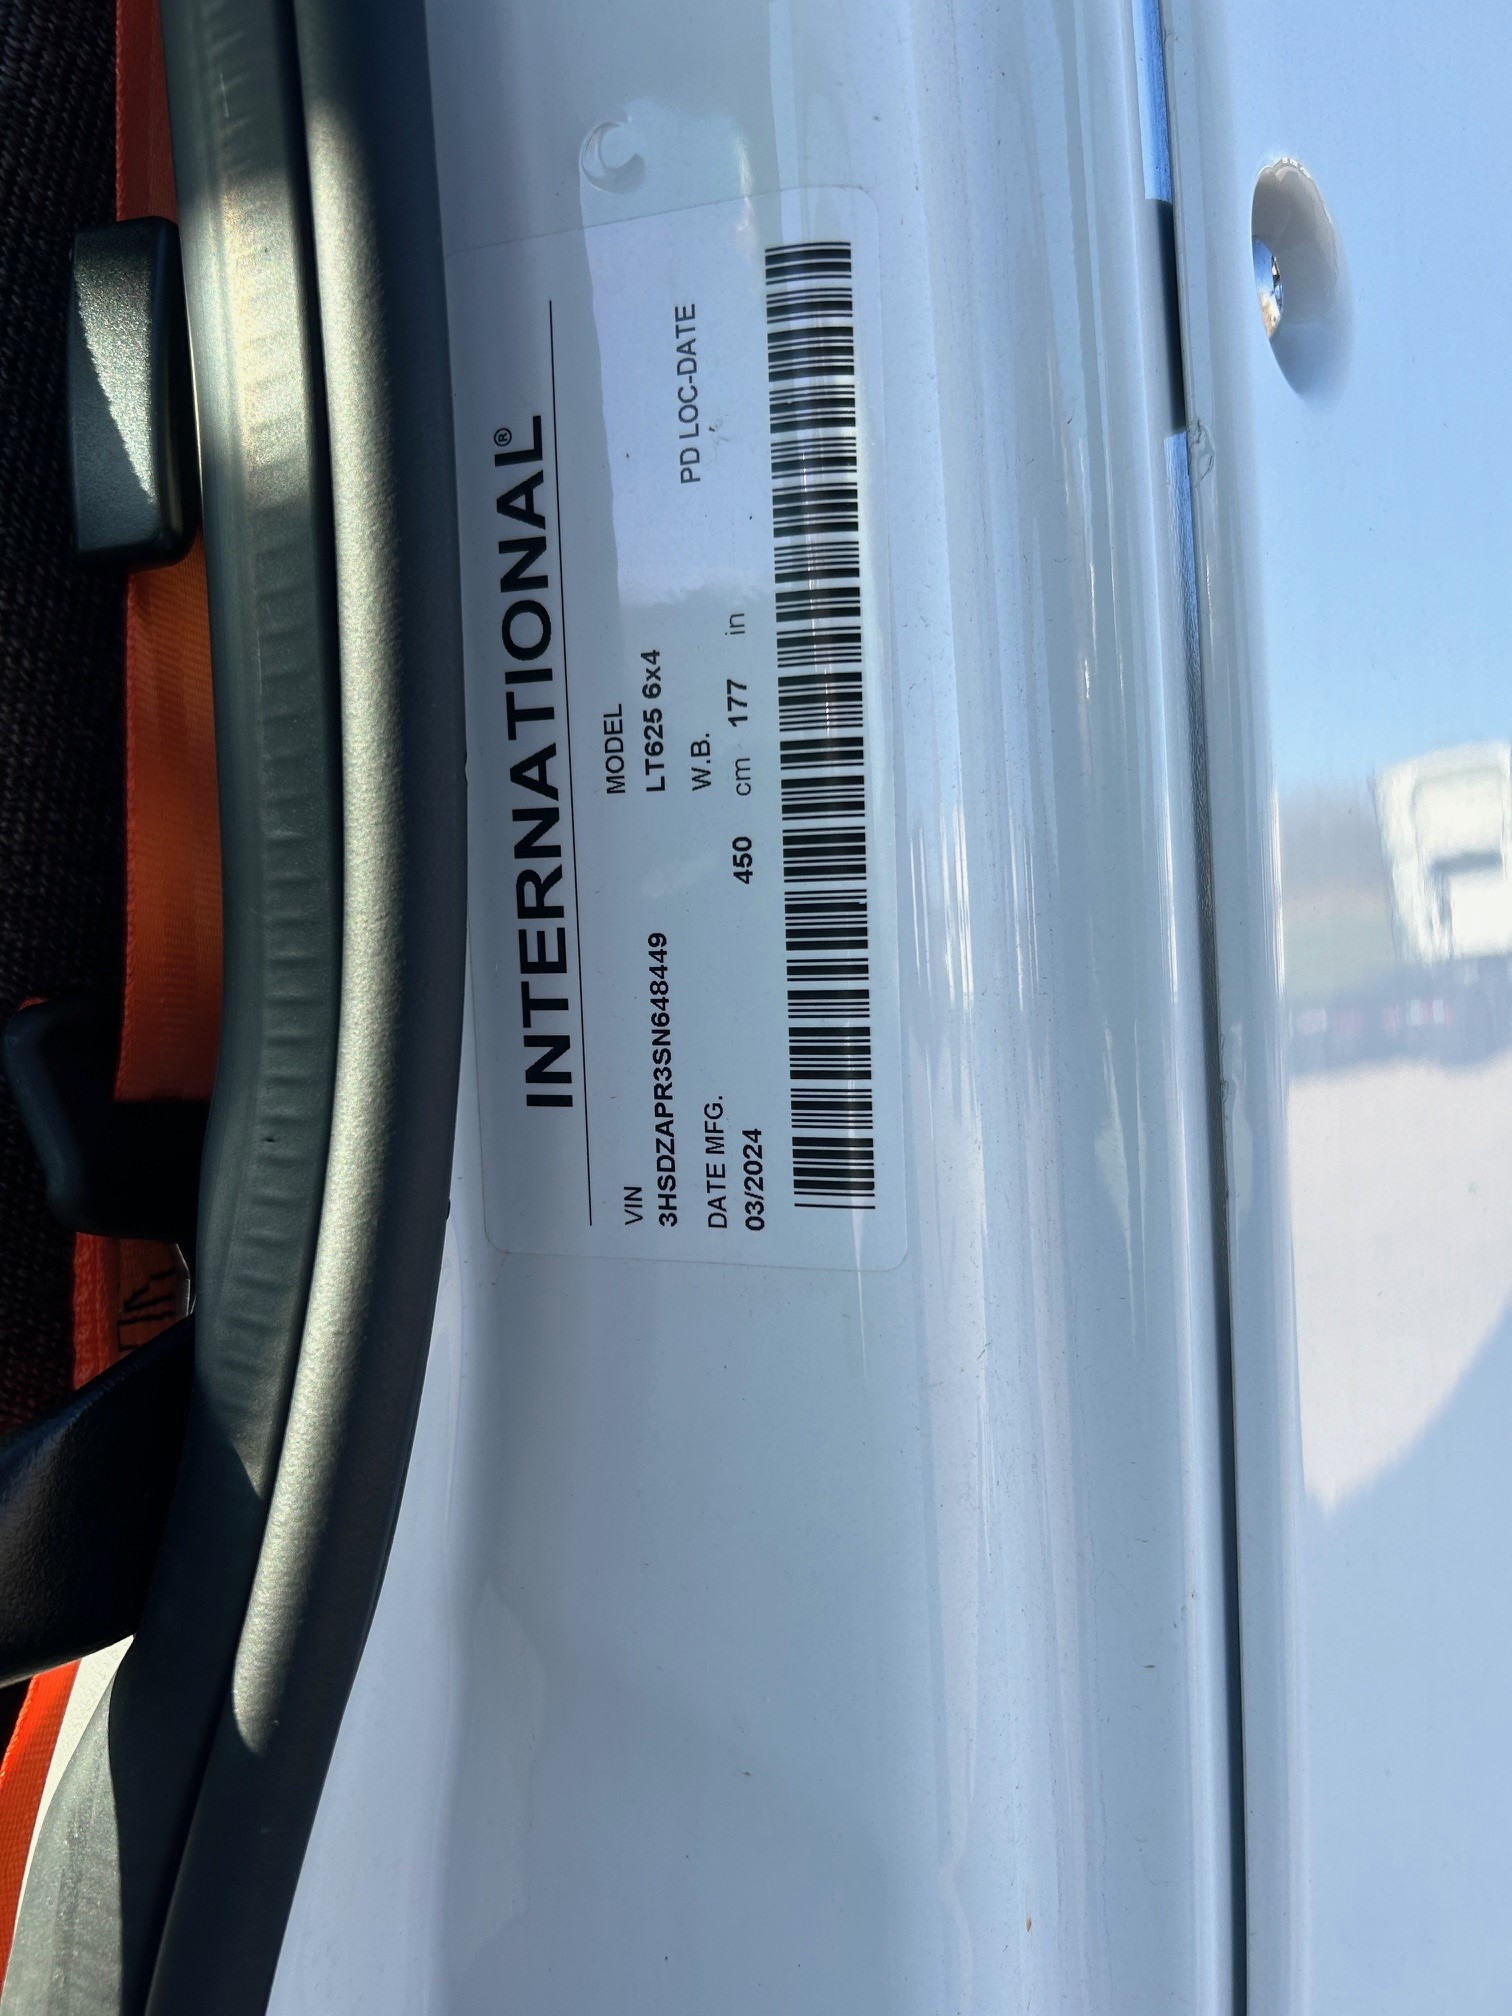 INTERNATIONAL®
VIN MODEL
3HSDZAPR3SN648449 LT625 6x4
DATE MFG. W.B. PD LOC-DATE
03/2024 450 cm 177 in